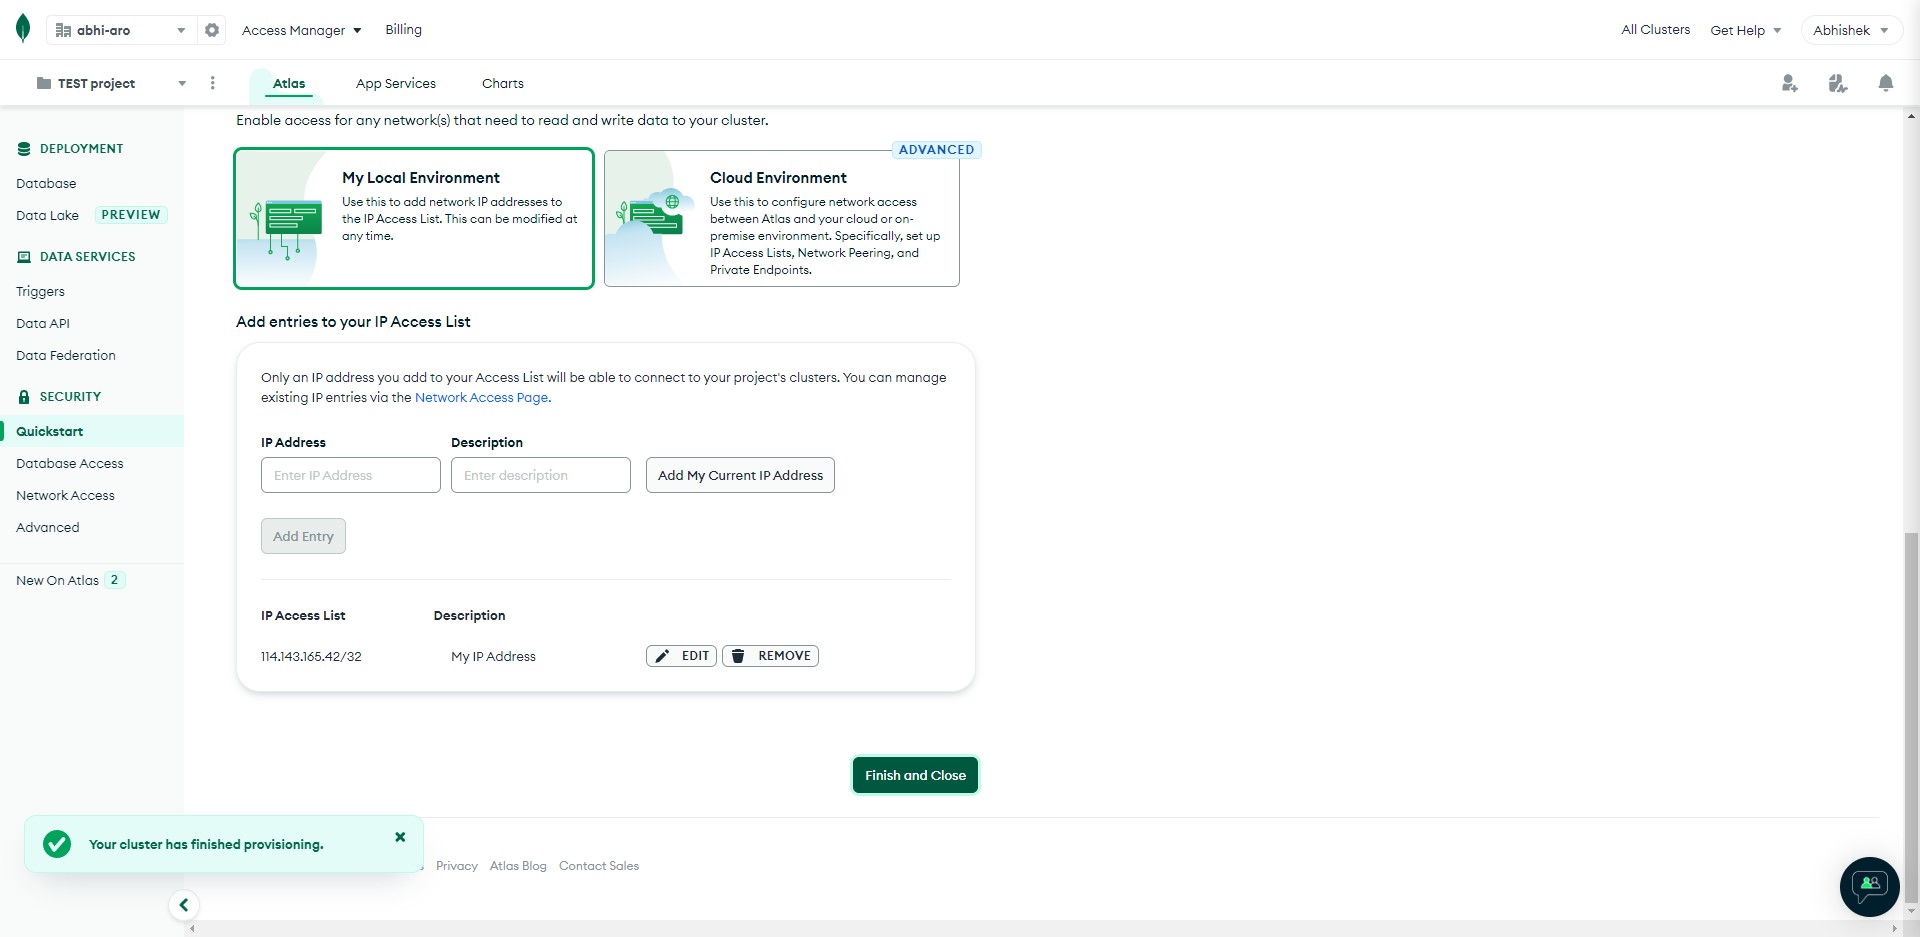 abhi-aro
Access Manager
Billing
All Clusters
Get Help
Abhishek
TEST project
Atlas
App Services
Charts
DEPLOYMENT
Database
Data Lake PREVIEW
DATA SERVICES
Triggers
Data API
Data Federation
SECURITY
Quickstart
Database Access
Network Access
Advanced
New On Atlas 2
Enable access for any network(s) that need to read and write data to your cluster.
My Local Environment
Use this to add network IP addresses to
the IP Access List. This can be modified at
any time.
ADVANCED
Cloud Environment
Use this to configure network access
between Atlas and your cloud or on-
premise environment. Specifically, set up
IP Access Lists, Network Peering, and
Private Endpoints.
Add entries to your IP Access List
Only an IP address you add to your Access List will be able to connect to your project's clusters. You can manage
existing IP entries via the Network Access Page.
IP Address
Description
Enter IP Address
Enter description
Add My Current IP Address
Add Entry
IP Access List
Description
114.143.165.42/32
My IP Address
EDIT
REMOVE
Finish and Close
Your cluster has finished provisioning.
Privacy
Atlas Blog
Contact Sales